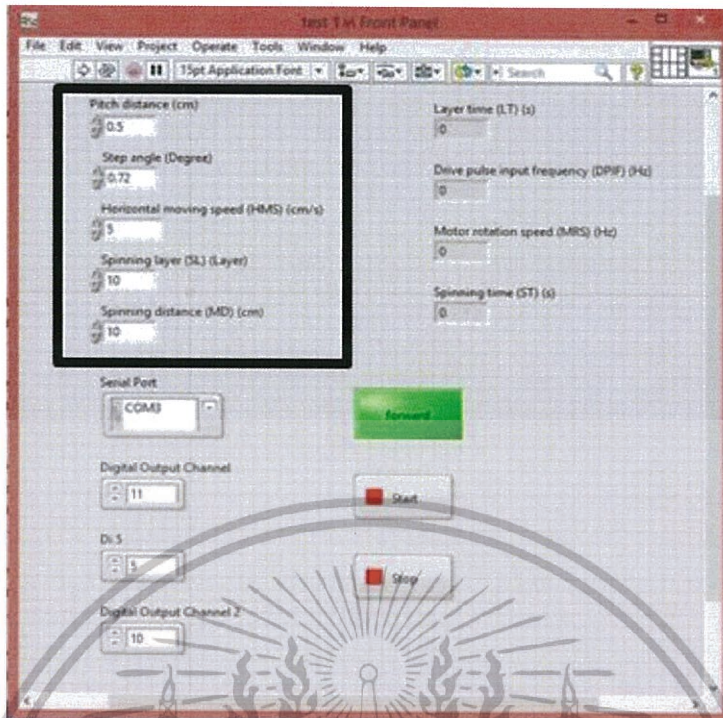 test 1 in Front Panel
File Edit View Project Operate Tools Window Help
15pt Application Font Search
Pitch distance (cm)
0.5
Step angle (Degree)
0.72
Horizontal moving speed (HMS) (cm/s)
5
Spinning layer (SL) (Layer)
10
Spinning distance (MD) (cm)
10
Layer time (LT) (s)
0
Drive pulse input frequency (DPIF) (Hz)
0
Motor rotation speed (MRS) (Hz)
0
Spinning time (ST) (s)
0
Serial Port
COM3
forward
Digital Output Channel
11
Start
Di 5
5
Stop
Digital Output Channel 2
10